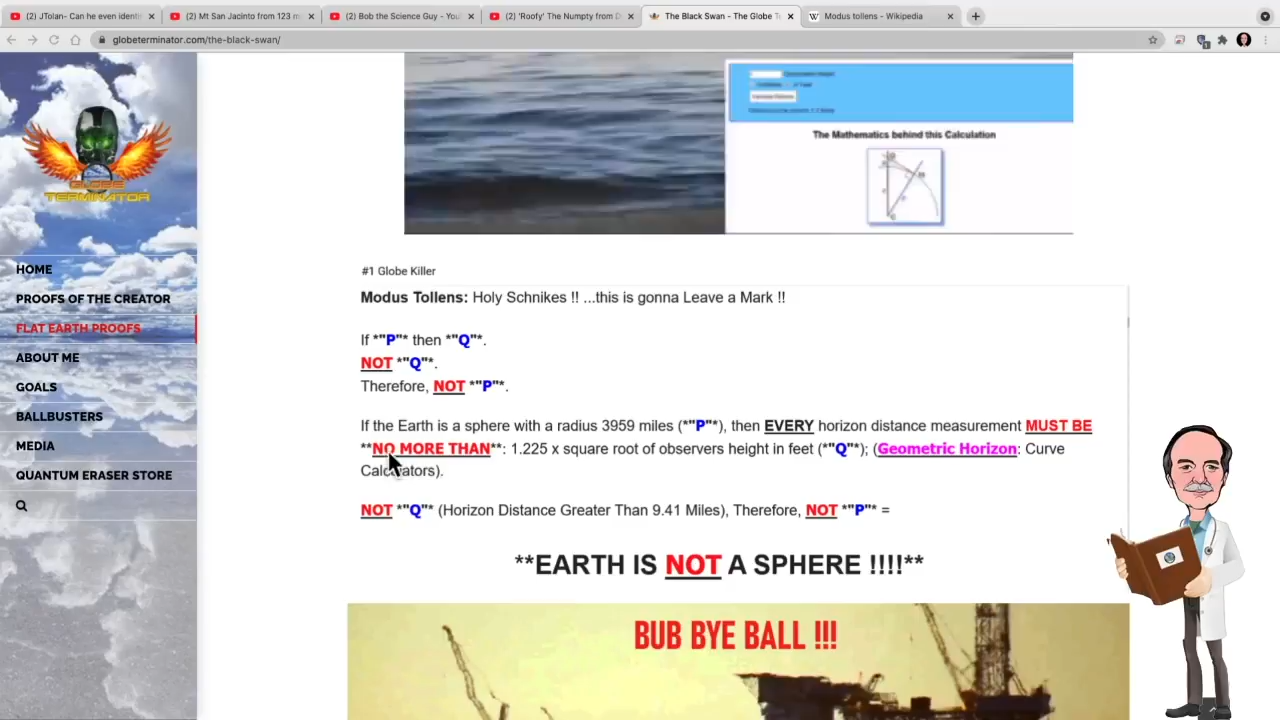 (2) JTolan- Can he even identi
(2) Mt San Jacinto from 123 m
(2) Bob the Science Guy - You
(2) 'Roofy' The Numpty from D
The Black Swan - The Globe T
Modus tollens - Wikipedia
globeterminator.com/the-black-swan/
GLOBE
TERMINATOR
HOME
PROOFS OF THE CREATOR
FLAT EARTH PROOFS
ABOUT ME
GOALS
BALLBUSTERS
MEDIA
QUANTUM ERASER STORE
The Mathematics behind this Calculation
#1 Globe Killer
Modus Tollens: Holy Schnikes !! ...this is gonna Leave a Mark !!
If *"P"* then *"Q"*.
NOT *"Q"*.
Therefore, NOT *"P"*.
If the Earth is a sphere with a radius 3959 miles (*"P"*), then EVERY horizon distance measurement MUST BE
**NO MORE THAN**: 1.225 x square root of observers height in feet (*"Q"*); (Geometric Horizon: Curve
Calculators).
NOT *"Q"* (Horizon Distance Greater Than 9.41 Miles), Therefore, NOT *"P"* =
**EARTH IS NOT A SPHERE !!!!**
BUB BYE BALL !!!